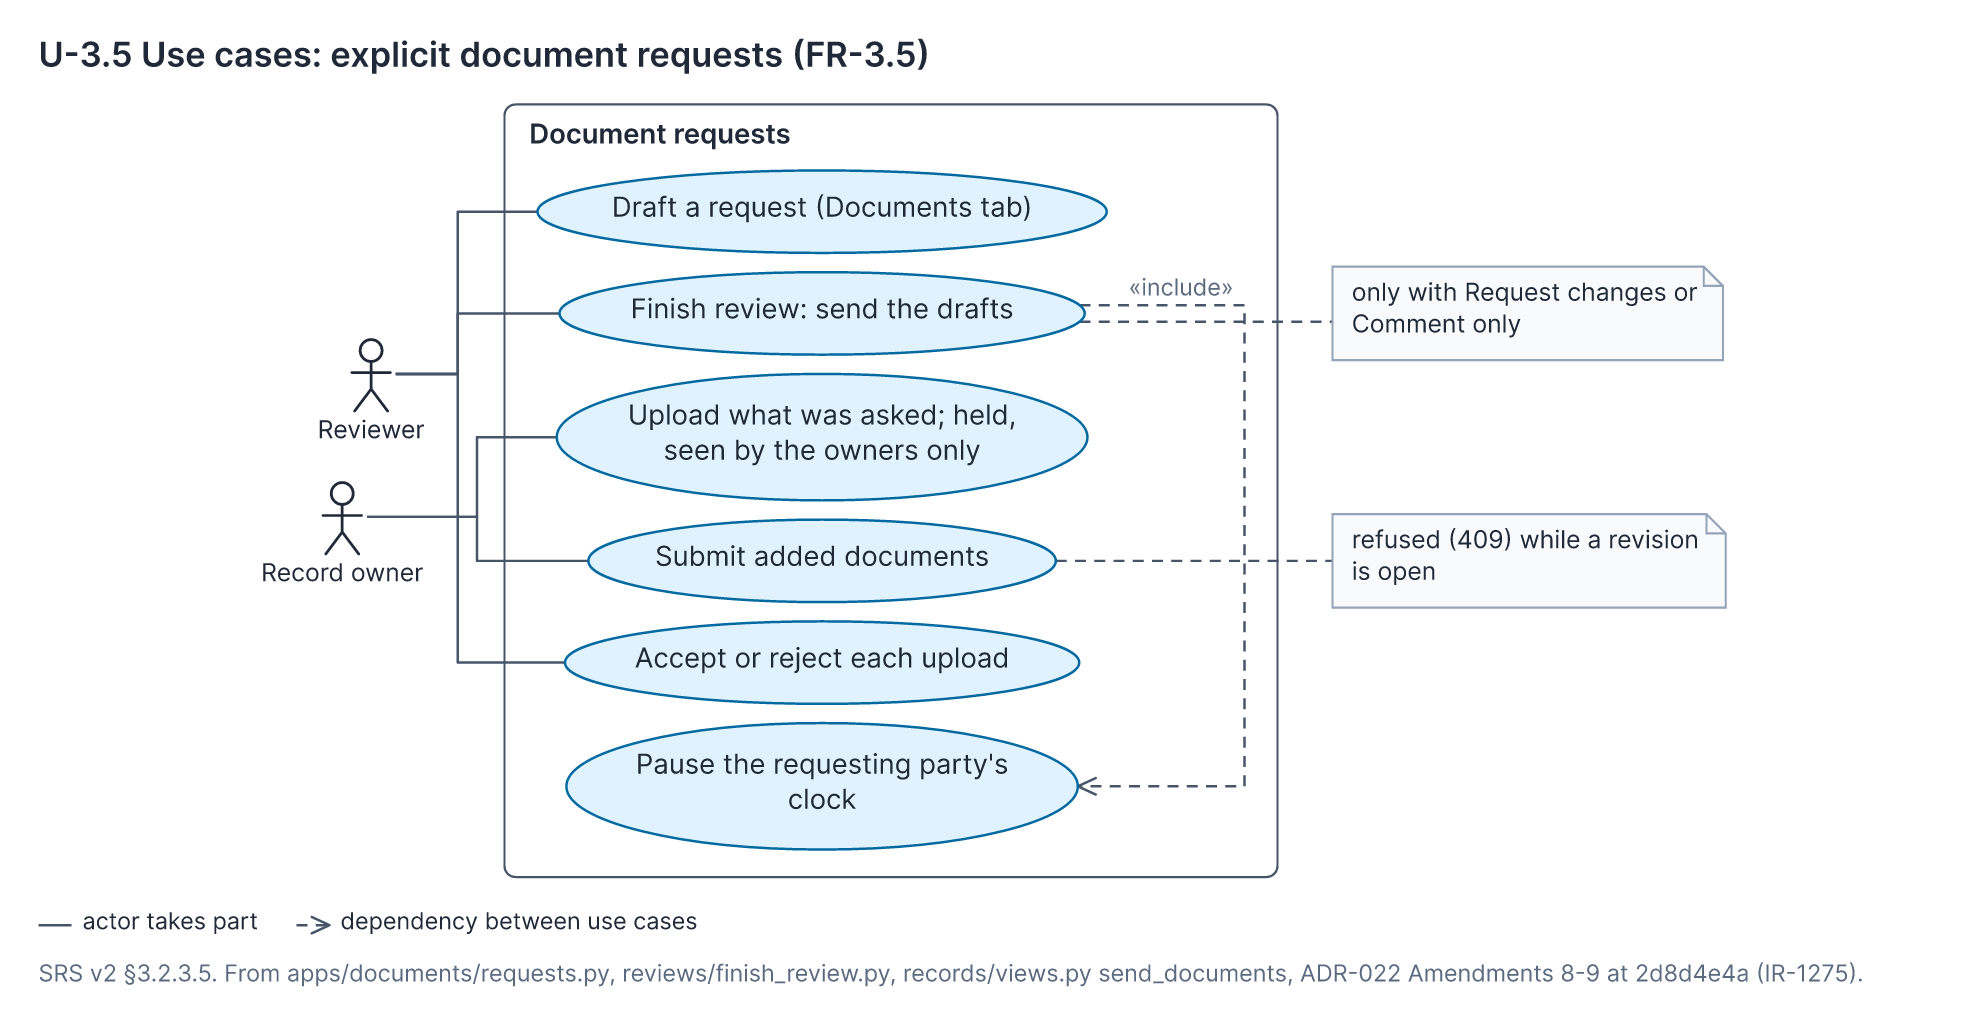 U-3.5 Use cases: explicit document requests (FR-3.5)
Document requests
Draft a request (Documents tab)
Finish review: send the drafts
«include»
only with Request changes or
Comment only
Reviewer
Upload what was asked; held,
seen by the owners only
Record owner
Submit added documents
refused (409) while a revision
is open
Accept or reject each upload
Pause the requesting party's
clock
actor takes part
dependency between use cases
SRS v2 §3.2.3.5. From apps/documents/requests.py, reviews/finish_review.py, records/views.py send_documents, ADR-022 Amendments 8-9 at 2d8d4e4a (IR-1275).